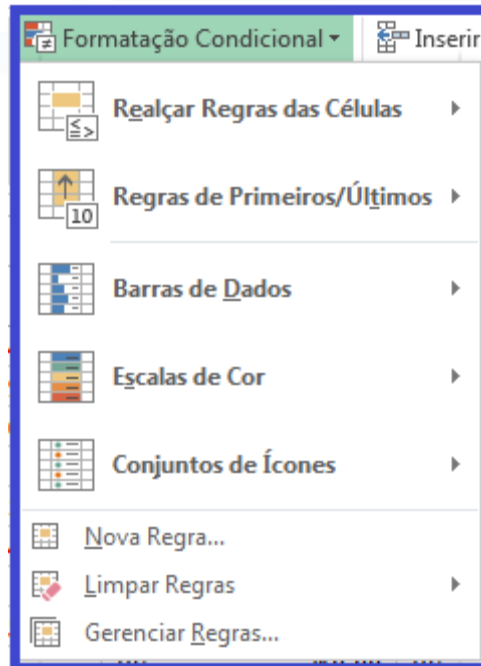 Formatação Condicional Inserir
Realçar Regras das Células
≤>
Regras de Primeiros/Últimos
10
Barras de Dados
Escalas de Cor
Conjuntos de Ícones
Nova Regra...
Limpar Regras
Gerenciar Regras...